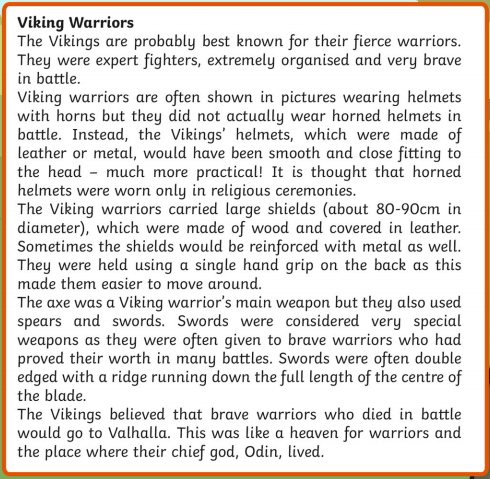 Viking Warriors
The Vikings are probably best known for their fierce warriors.
They were expert fighters, extremely organised and very brave
in battle.
Viking warriors are often shown in pictures wearing helmets
with horns but they did not actually wear horned helmets in
battle. Instead, the Vikings' helmets, which were made of
leather or metal, would have been smooth and close fitting to
the head – much more practical! It is thought that horned
helmets were worn only in religious ceremonies.
The Viking warriors carried large shields (about 80-90cm in
diameter), which were made of wood and covered in leather.
Sometimes the shields would be reinforced with metal as well.
They were held using a single hand grip on the back as this
made them easier to move around.
The axe was a Viking warrior's main weapon but they also used
spears and swords. Swords were considered very special
weapons as they were often given to brave warriors who had
proved their worth in many battles. Swords were often double
edged with a ridge running down the full length of the centre of
the blade.
The Vikings believed that brave warriors who died in battle
would go to Valhalla. This was like a heaven for warriors and
the place where their chief god, Odin, lived.